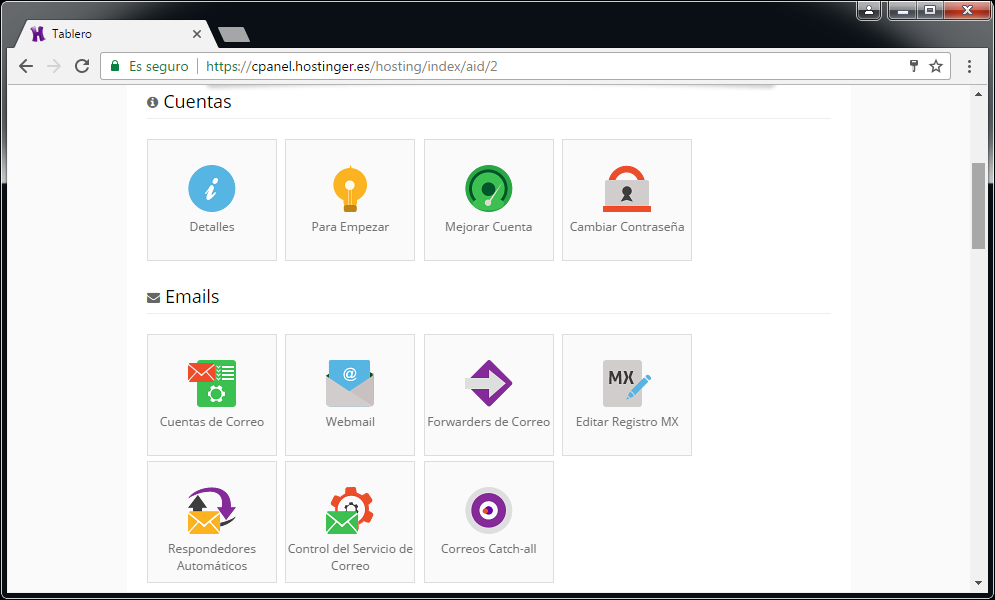 Tablero
Es seguro
https://cpanel.hostinger.es/hosting/index/aid/2
Cuentas
Detalles
Para Empezar
Mejorar Cuenta
Cambiar Contraseña
Emails
@
MX
Cuentas de Correo
Webmail
Forwarders de Correo
Editar Registro MX
Respondedores
Automáticos
Control del Servicio de
Correo
Correos Catch-all